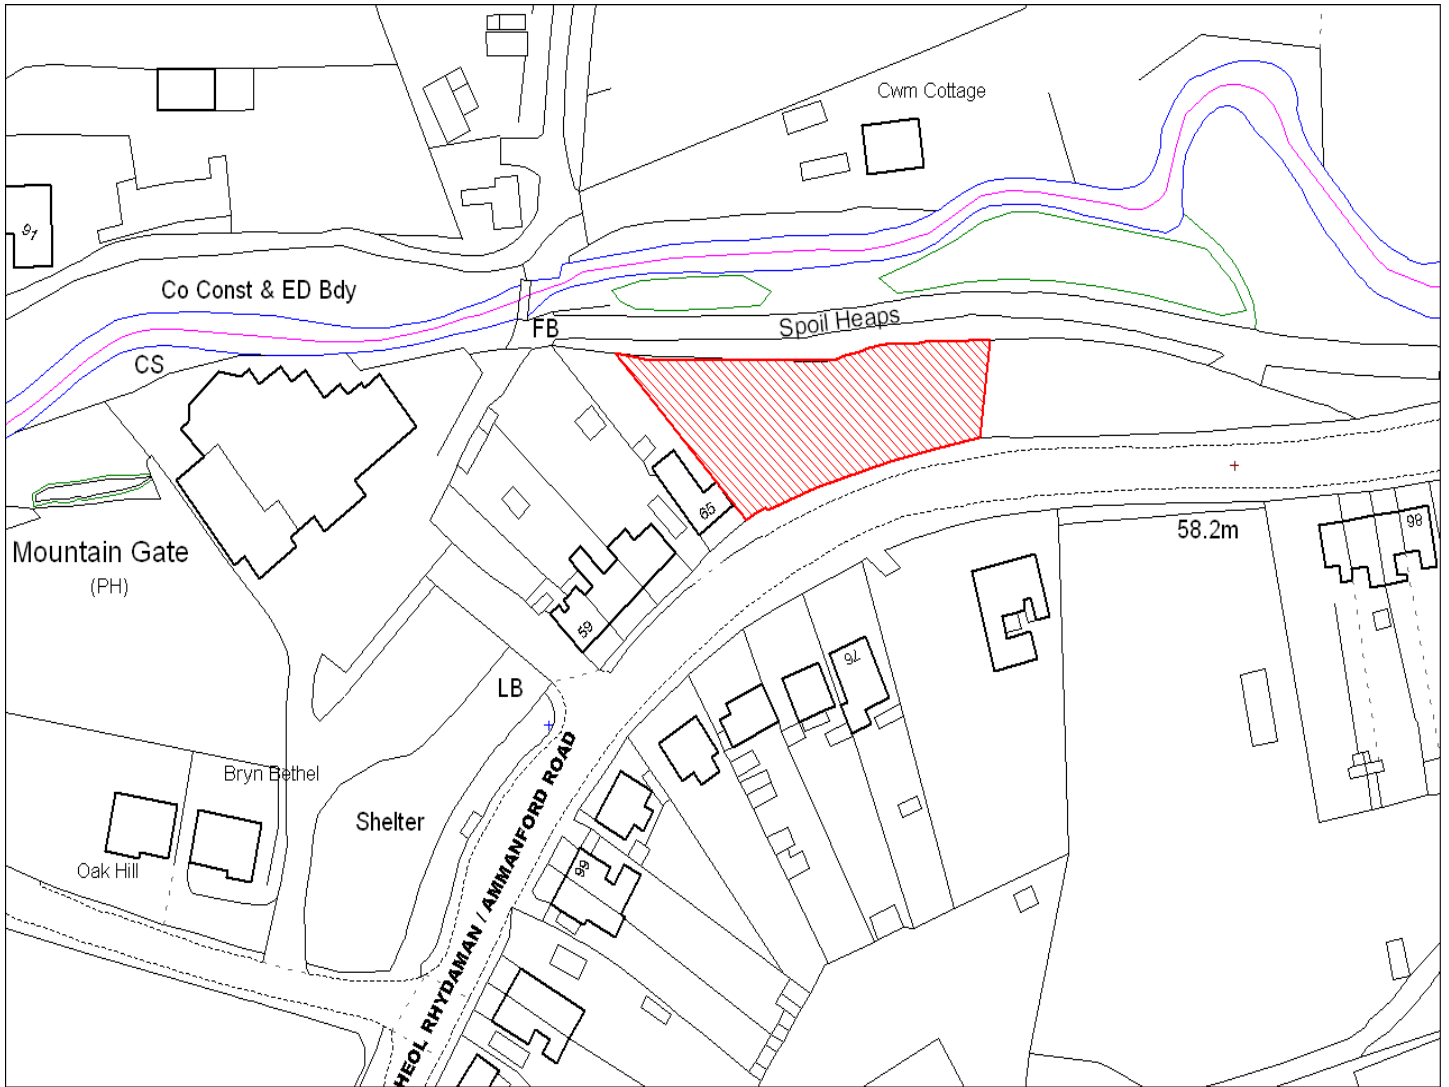 Cwm Cottage
91
Co Const & ED Bdy
FB
Spoil Heaps
CS
65
58.2m
98
Mountain Gate
(PH)
59
76
LB
Bryn Bethel
Shelter
Oak Hill
99
HEOL RHYDAMAN / AMMANFORD ROAD